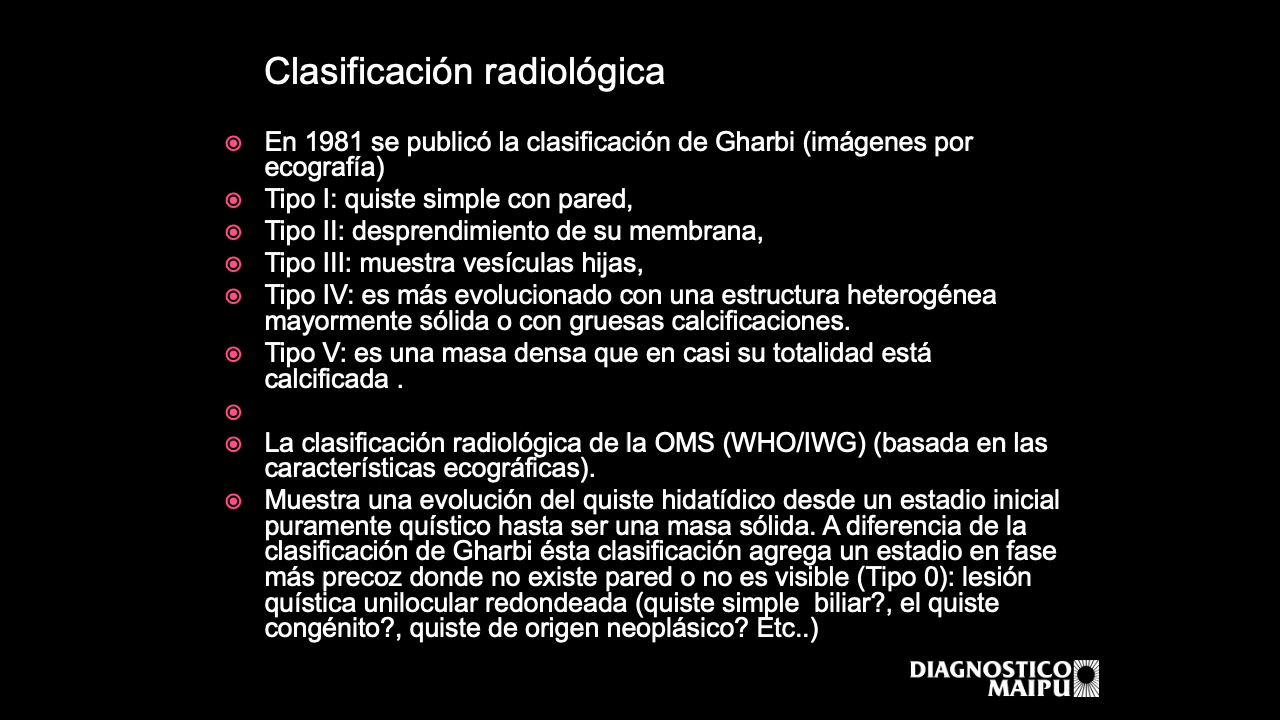 Clasificación radiológica
En 1981 se publicó la clasificación de Gharbi (imágenes por
ecografía)
Tipo I: quiste simple con pared,
Tipo II: desprendimiento de su membrana,
Tipo III: muestra vesículas hijas,
Tipo IV: es más evolucionado con una estructura heterogénea
mayormente sólida o con gruesas calcificaciones.
Tipo V: es una masa densa que en casi su totalidad está
calcificada .
La clasificación radiológica de la OMS (WHO/IWG) (basada en las
características ecográficas).
Muestra una evolución del quiste hidatídico desde un estadio inicial
puramente quístico hasta ser una masa sólida. A diferencia de la
clasificación de Gharbi ésta clasificación agrega un estadio en fase
más precoz donde no existe pared o no es visible (Tipo 0): lesión
quística unilocular redondeada (quiste simple  biliar?, el quiste
congénito?, quiste de origen neoplásico? Etc..)
DIAGNOSTICO
MAIPU